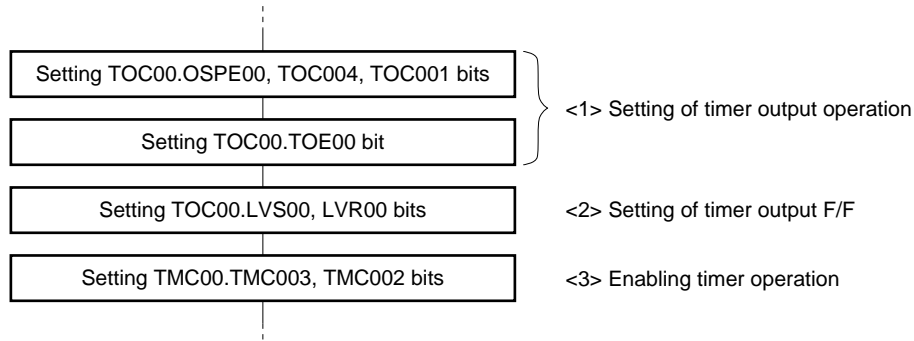 Setting TOC00.OSPE00, TOC004, TOC001 bits
<1> Setting of timer output operation
Setting TOC00.TOE00 bit
Setting TOC00.LVS00, LVR00 bits
<2> Setting of timer output F/F
Setting TMC00.TMC003, TMC002 bits
<3> Enabling timer operation